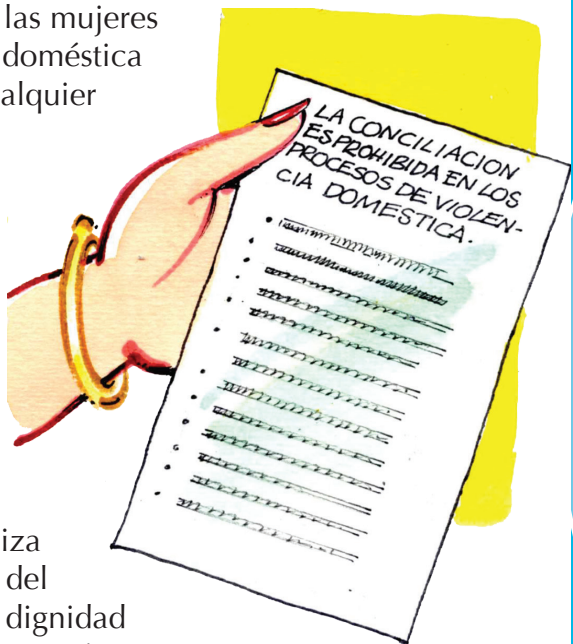 las mujeres
doméstica
alquier
LA CONCILIACION
ES PROHIBIDA EN LOS
PROCESOS DE VIOLEN-
CIA DOMESTICA.
iza
del
dignidad